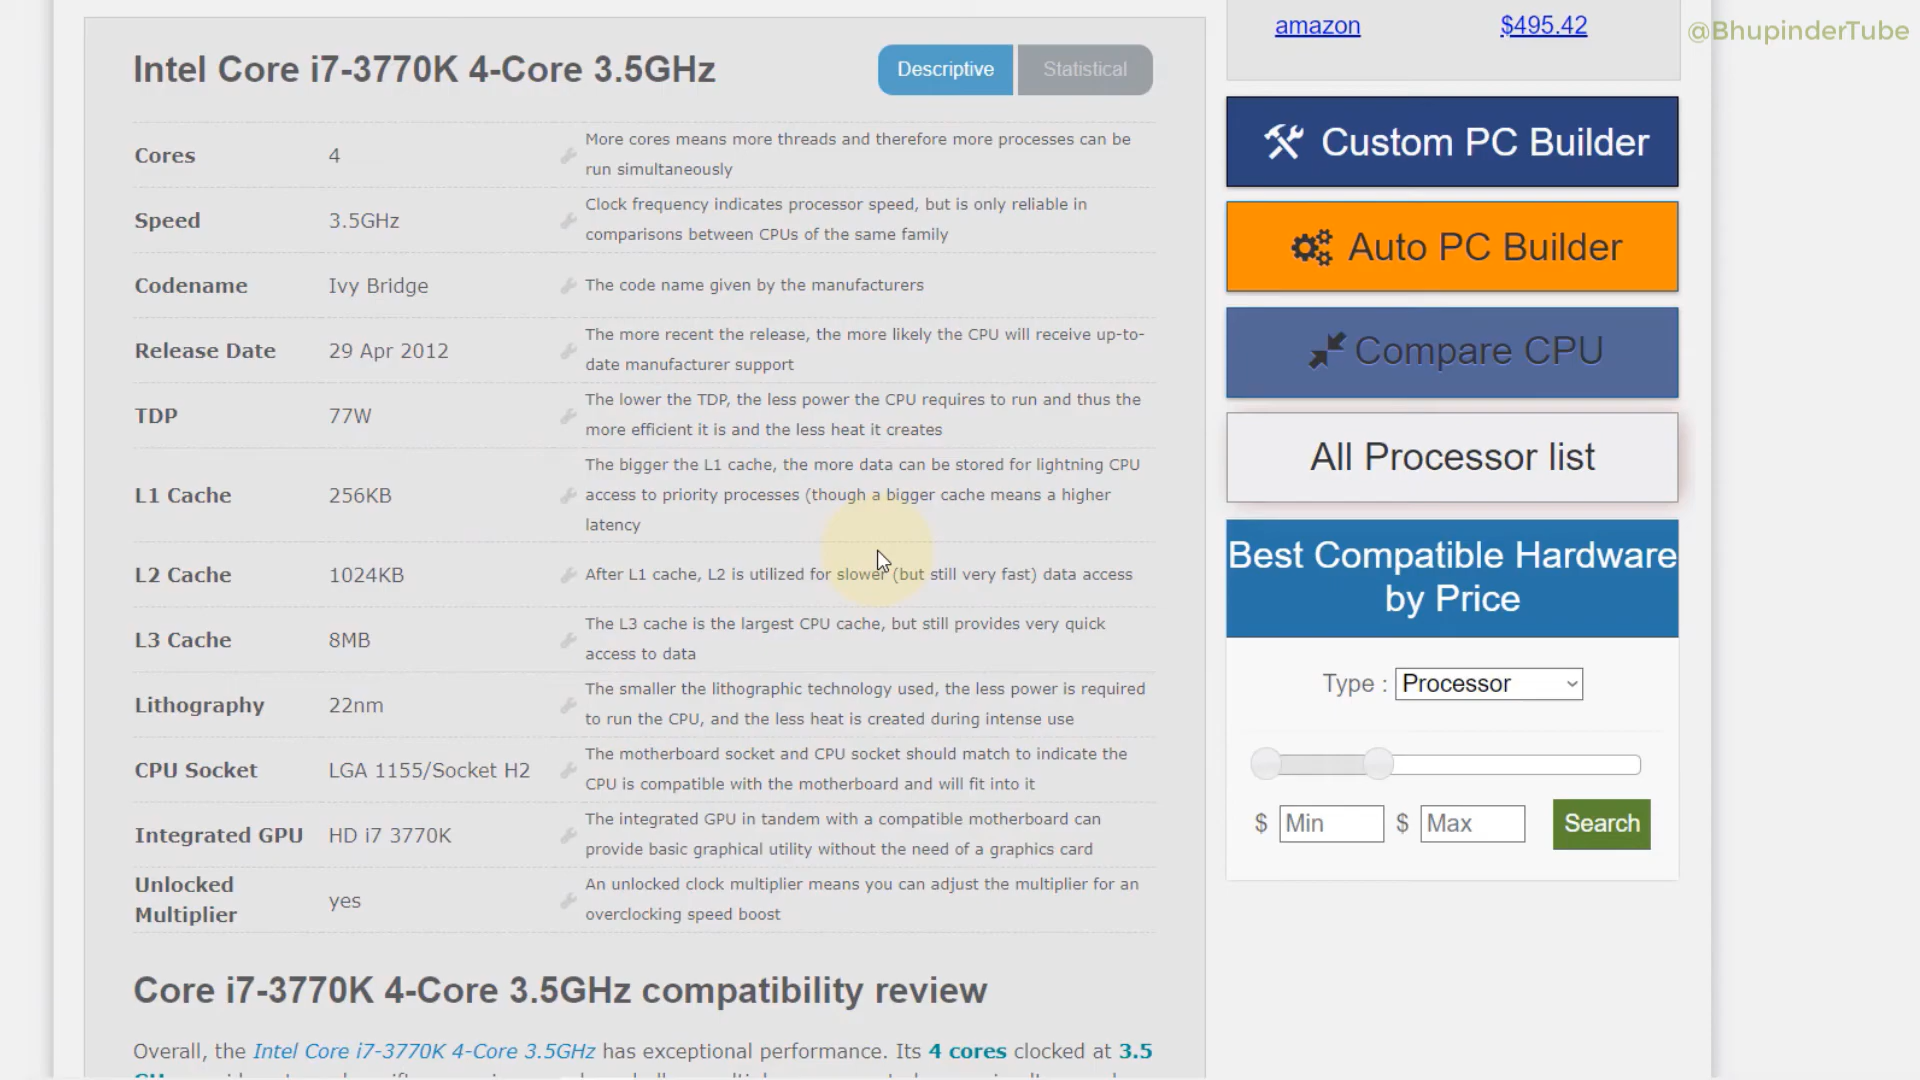 amazon $495.42
@BhupinderTube
Intel Core i7-3770K 4-Core 3.5GHz
Descriptive Statistical
Cores 4 More cores means more threads and therefore more processes can be
run simultaneously
Speed 3.5GHz Clock frequency indicates processor speed, but is only reliable in
comparisons between CPUs of the same family
Codename Ivy Bridge The code name given by the manufacturers
Release Date 29 Apr 2012 The more recent the release, the more likely the CPU will receive up-to-
date manufacturer support
TDP 77W The lower the TDP, the less power the CPU requires to run and thus the
more efficient it is and the less heat it creates
L1 Cache 256KB The bigger the L1 cache, the more data can be stored for lightning CPU
access to priority processes (though a bigger cache means a higher
latency
L2 Cache 1024KB After L1 cache, L2 is utilized for slower (but still very fast) data access
L3 Cache 8MB The L3 cache is the largest CPU cache, but still provides very quick
access to data
Lithography 22nm The smaller the lithographic technology used, the less power is required
to run the CPU, and the less heat is created during intense use
CPU Socket LGA 1155/Socket H2 The motherboard socket and CPU socket should match to indicate the
CPU is compatible with the motherboard and will fit into it
Integrated GPU HD i7 3770K The integrated GPU in tandem with a compatible motherboard can
provide basic graphical utility without the need of a graphics card
Unlocked
Multiplier yes An unlocked clock multiplier means you can adjust the multiplier for an
overclocking speed boost
Core i7-3770K 4-Core 3.5GHz compatibility review
Overall, the Intel Core i7-3770K 4-Core 3.5GHz has exceptional performance. Its 4 cores clocked at 3.5
Custom PC Builder
Auto PC Builder
Compare CPU
All Processor list
Best Compatible Hardware
by Price
Type : Processor
$ Min $ Max Search